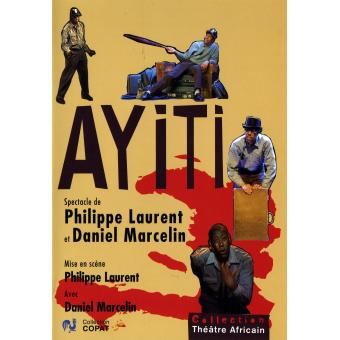 AYiTi
Spectacle de
Philippe Laurent
et Daniel Marcelin
Mise en scène
Philippe Laurent
Avec
Daniel Marcelin
Collection
COPAT
Collection
Théâtre Africain